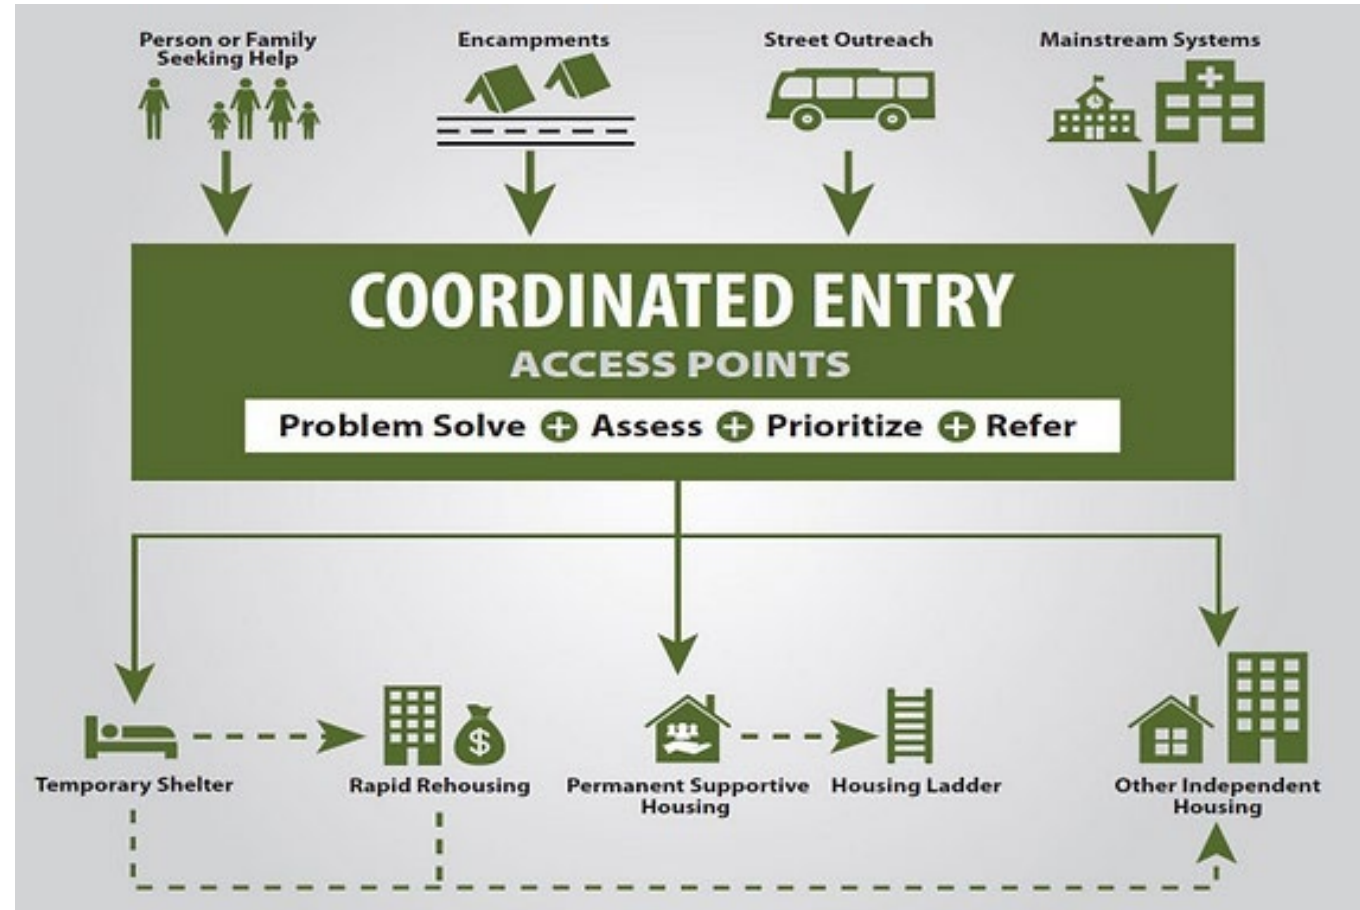 Person or Family
Seeking Help
Encampments
Street Outreach
Mainstream Systems
COORDINATED ENTRY
ACCESS POINTS
Problem Solve + Assess + Prioritize + Refer
$
Temporary Shelter
Rapid Rehousing
Permanent Supportive
Housing
Housing Ladder
Other Independent
Housing